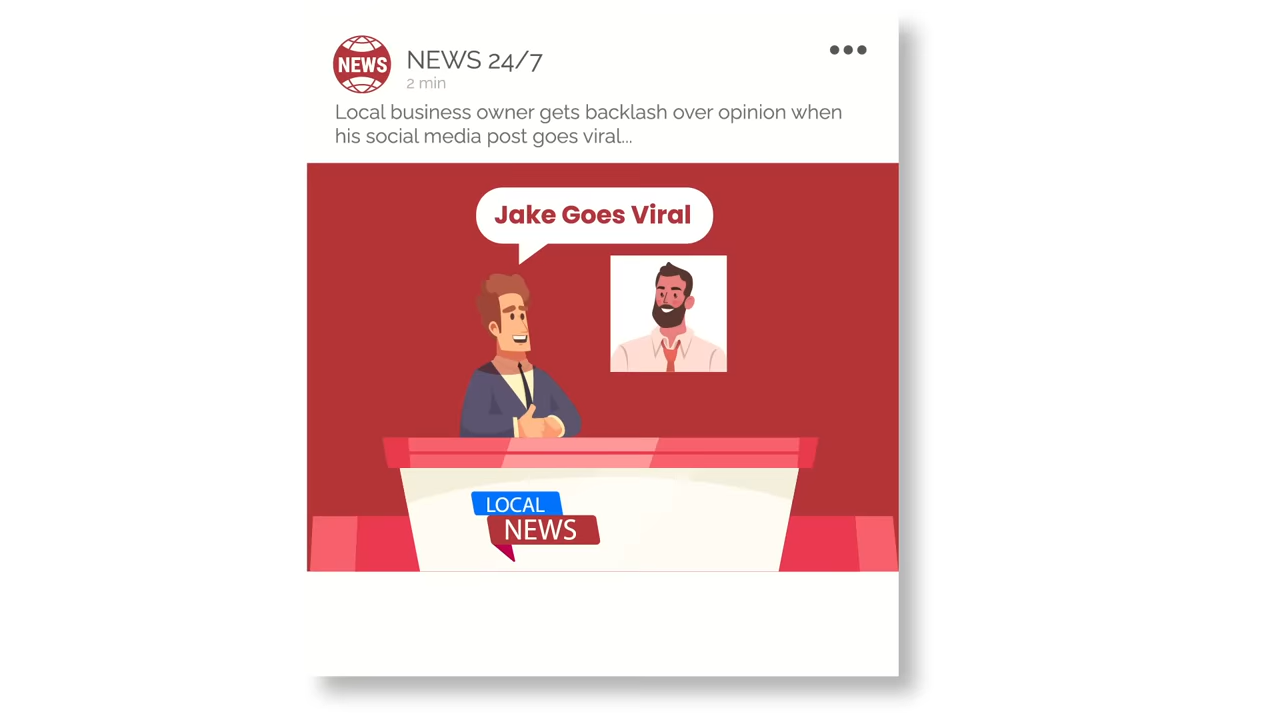 NEWS
NEWS 24/7
2 min
Local business owner gets backlash over opinion when
his social media post goes viral...
Jake Goes Viral
LOCAL
NEWS